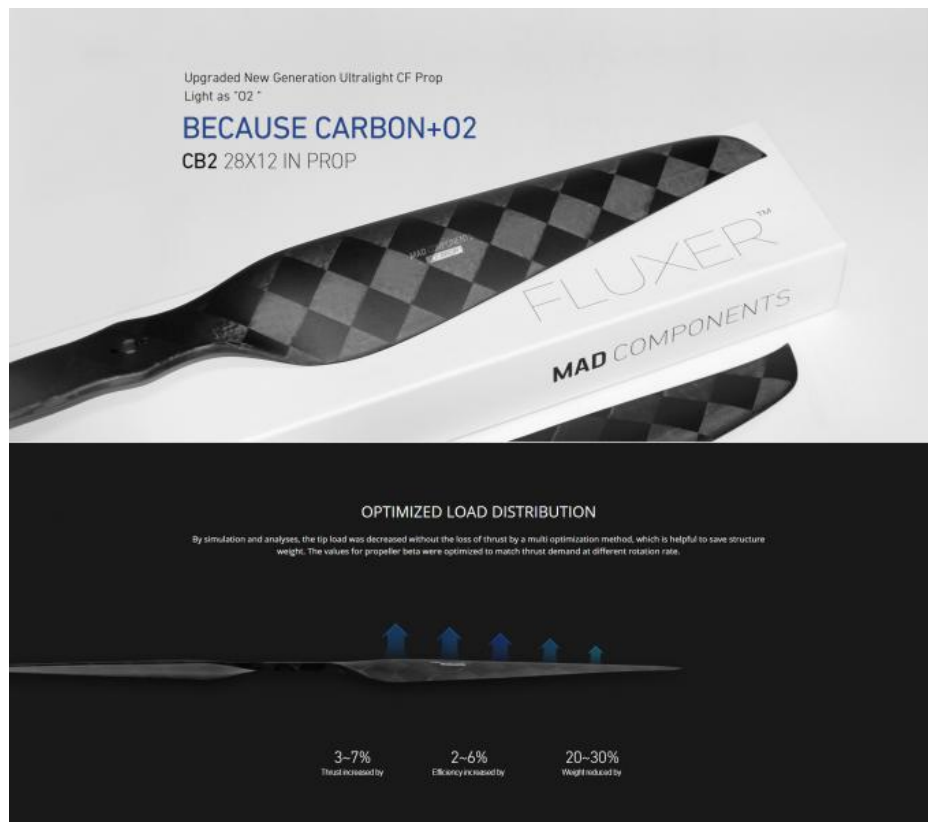 Upgraded New Generation Ultralight CF Prop
Light as "O2 "
BECAUSE CARBON+O2
CB2 28X12 IN PROP
MAD COMPONENTS
FLUXER™
MAD COMPONENTS
OPTIMIZED LOAD DISTRIBUTION
By simulation and analyses, the tip load was decreased without the loss of thrust by a multi optimization method, which is helpful to save structure
weight. The values for propeller beta were optimized to match thrust demand at different rotation rate.
3~7%
Thrust increased by
2~6%
Efficiency increased by
20~30%
Weight reduced by